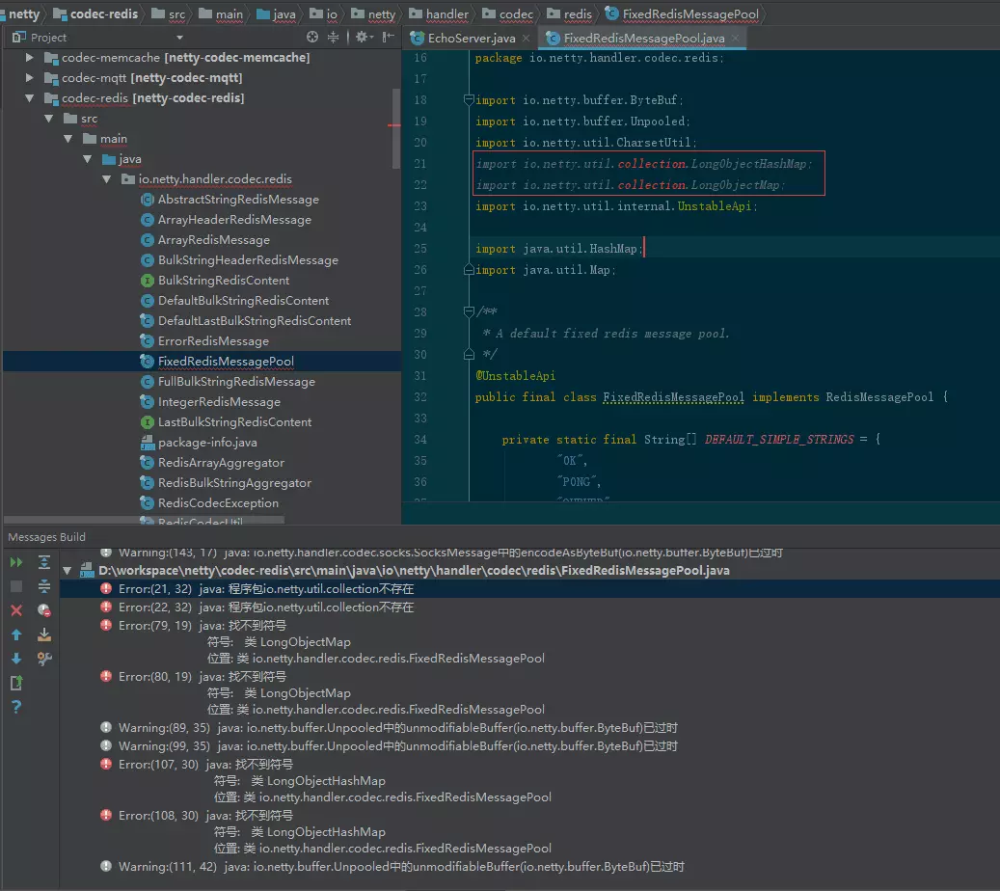 netty codec-redis src main java io netty handler codec redis FixedRedisMessagePool
Project
EchoServer.java FixedRedisMessagePool.java
codec-memcache [netty-codec-memcache]
codec-mqtt [netty-codec-mqtt]
codec-redis [netty-codec-redis]
src
main
java
io.netty.handler.codec.redis
AbstractStringRedisMessage
ArrayHeaderRedisMessage
ArrayRedisMessage
BulkStringHeaderRedisMessage
BulkStringRedisContent
DefaultBulkStringRedisContent
DefaultLastBulkStringRedisContent
ErrorRedisMessage
FixedRedisMessagePool
FullBulkStringRedisMessage
IntegerRedisMessage
LastBulkStringRedisContent
package-info.java
RedisArrayAggregator
RedisBulkStringAggregator
RedisCodecException
RedisCodecUtil
16 package io.netty.handler.codec.redis;
17
18 import io.netty.buffer.ByteBuf;
19 import io.netty.buffer.Unpooled;
20 import io.netty.util.CharsetUtil;
21 import io.netty.util.collection.LongObjectHashMap;
22 import io.netty.util.collection.LongObjectMap;
23 import io.netty.util.internal.UnstableApi;
24
25 import java.util.HashMap;
26 import java.util.Map;
27
28 /**
29 * A default fixed redis message pool.
30 */
31 @UnstableApi
32 public final class FixedRedisMessagePool implements RedisMessagePool {
33
34 private static final String[] DEFAULT_SIMPLE_STRINGS = {
35 "OK",
36 "PONG",
37 "QUEUED"
Messages Build
Warning:(143, 17) java: io.netty.handler.codec.socks.SocksMessage中的encodeAsByteBuf(io.netty.buffer.ByteBuf)已过时
D:\workspace\netty\codec-redis\src\main\java\io\netty\handler\codec\redis\FixedRedisMessagePool.java
Error:(21, 32) java: 程序包io.netty.util.collection不存在
Error:(22, 32) java: 程序包io.netty.util.collection不存在
Error:(79, 19) java: 找不到符号
符号: 类 LongObjectMap
位置: 类 io.netty.handler.codec.redis.FixedRedisMessagePool
Error:(80, 19) java: 找不到符号
符号: 类 LongObjectMap
位置: 类 io.netty.handler.codec.redis.FixedRedisMessagePool
Warning:(89, 35) java: io.netty.buffer.Unpooled中的unmodifiableBuffer(io.netty.buffer.ByteBuf)已过时
Warning:(99, 35) java: io.netty.buffer.Unpooled中的unmodifiableBuffer(io.netty.buffer.ByteBuf)已过时
Error:(107, 30) java: 找不到符号
符号: 类 LongObjectHashMap
位置: 类 io.netty.handler.codec.redis.FixedRedisMessagePool
Error:(108, 30) java: 找不到符号
符号: 类 LongObjectHashMap
位置: 类 io.netty.handler.codec.redis.FixedRedisMessagePool
Warning:(111, 42) java: io.netty.buffer.Unpooled中的unmodifiableBuffer(io.netty.buffer.ByteBuf)已过时